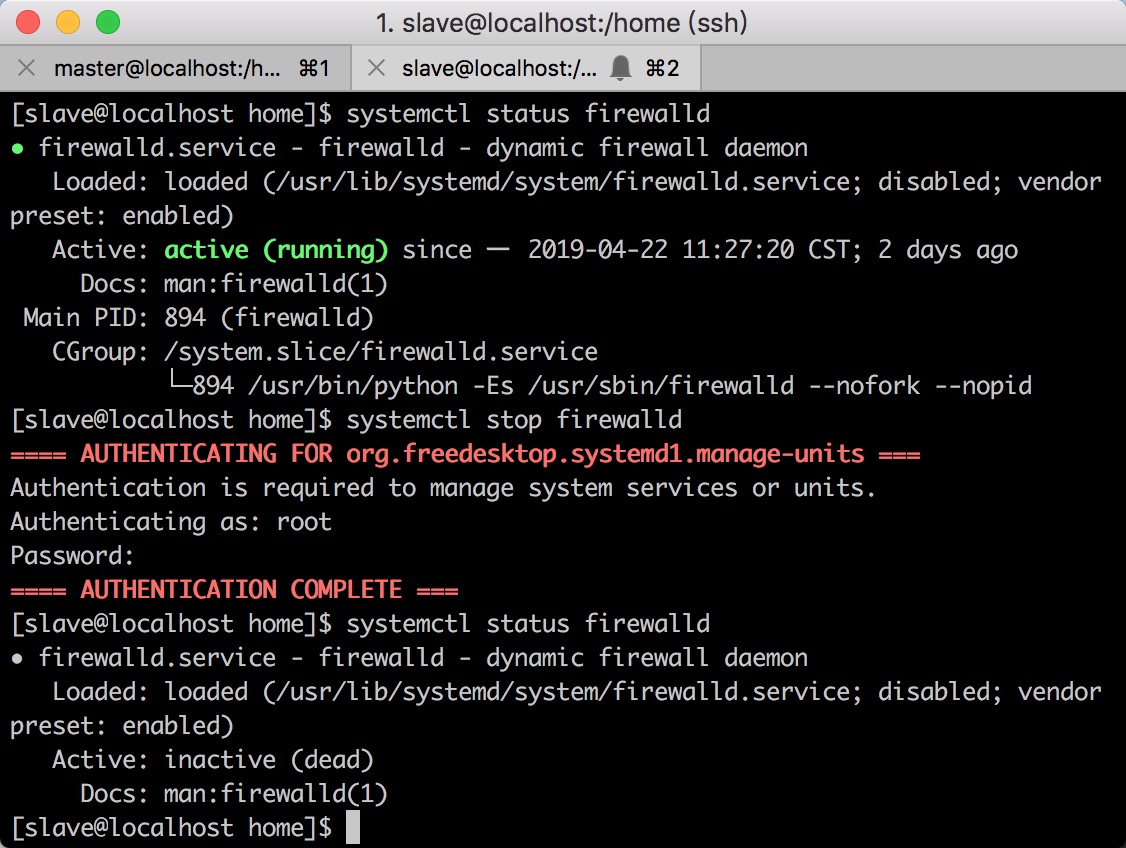 1. slave@localhost:/home (ssh)
master@localhost:/h... ⌘1 slave@localhost:/... ⌘2
[slave@localhost home]$ systemctl status firewalld
● firewalld.service - firewalld - dynamic firewall daemon
   Loaded: loaded (/usr/lib/systemd/system/firewalld.service; disabled; vendor
preset: enabled)
   Active: active (running) since 一 2019-04-22 11:27:20 CST; 2 days ago
     Docs: man:firewalld(1)
 Main PID: 894 (firewalld)
   CGroup: /system.slice/firewalld.service
           └─894 /usr/bin/python -Es /usr/sbin/firewalld --nofork --nopid
[slave@localhost home]$ systemctl stop firewalld
==== AUTHENTICATING FOR org.freedesktop.systemd1.manage-units ===
Authentication is required to manage system services or units.
Authenticating as: root
Password:
==== AUTHENTICATION COMPLETE ===
[slave@localhost home]$ systemctl status firewalld
● firewalld.service - firewalld - dynamic firewall daemon
   Loaded: loaded (/usr/lib/systemd/system/firewalld.service; disabled; vendor
preset: enabled)
   Active: inactive (dead)
     Docs: man:firewalld(1)
[slave@localhost home]$